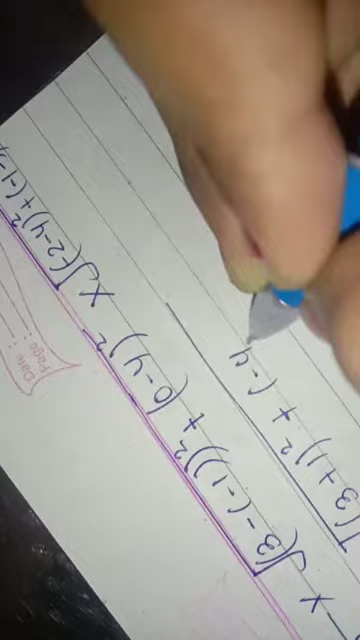 Date :
Page :
x √(3-(-1))² + (0-4)² x √(-2-4)² + (-1-
√(3+1)² + (-4